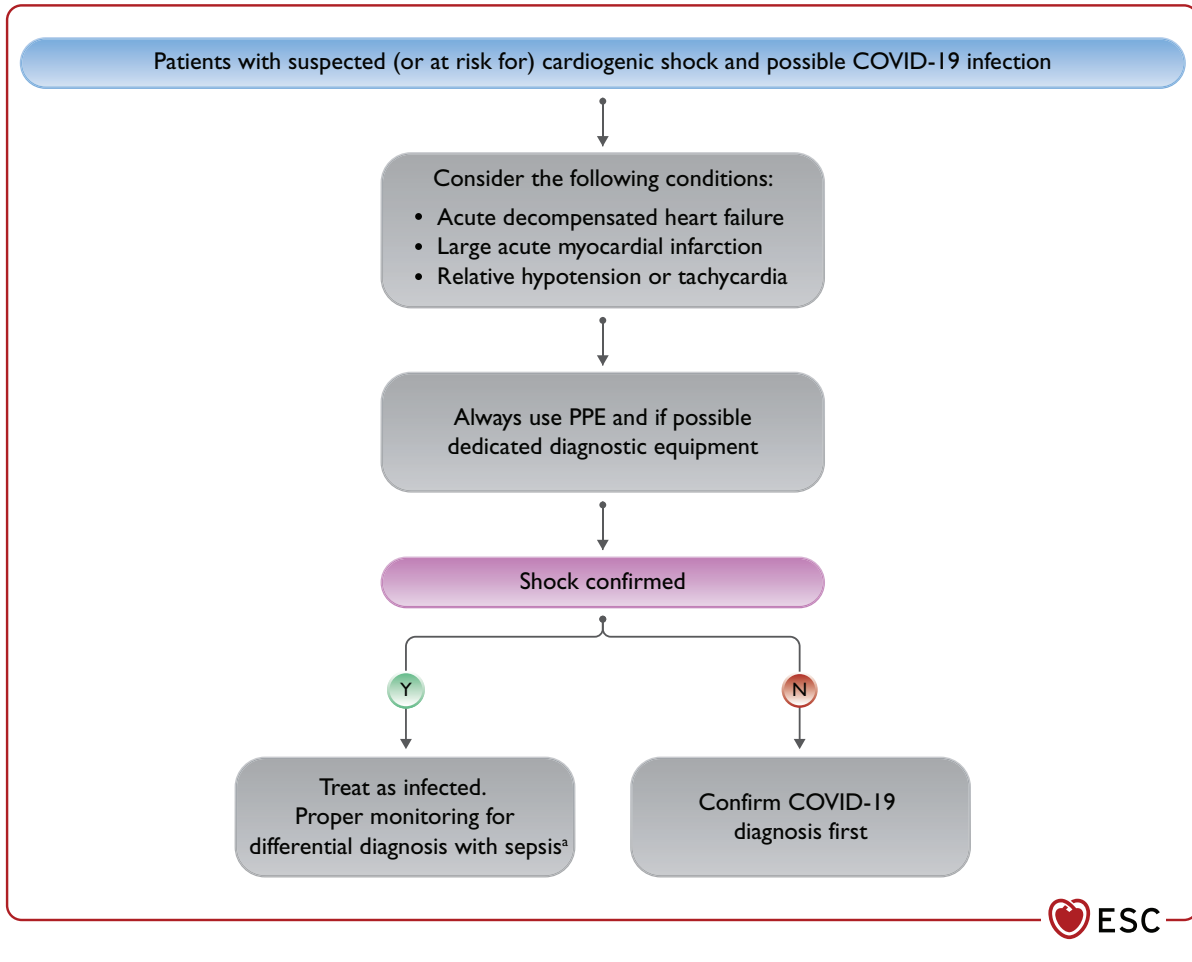 Patients with suspected (or at risk for) cardiogenic shock and possible COVID-19 infection
Consider the following conditions:
• Acute decompensated heart failure
• Large acute myocardial infarction
• Relative hypotension or tachycardia
Always use PPE and if possible
dedicated diagnostic equipment
Shock confirmed
Y
N
Treat as infected.
Proper monitoring for
differential diagnosis with sepsisᵃ
Confirm COVID-19
diagnosis first
ESC